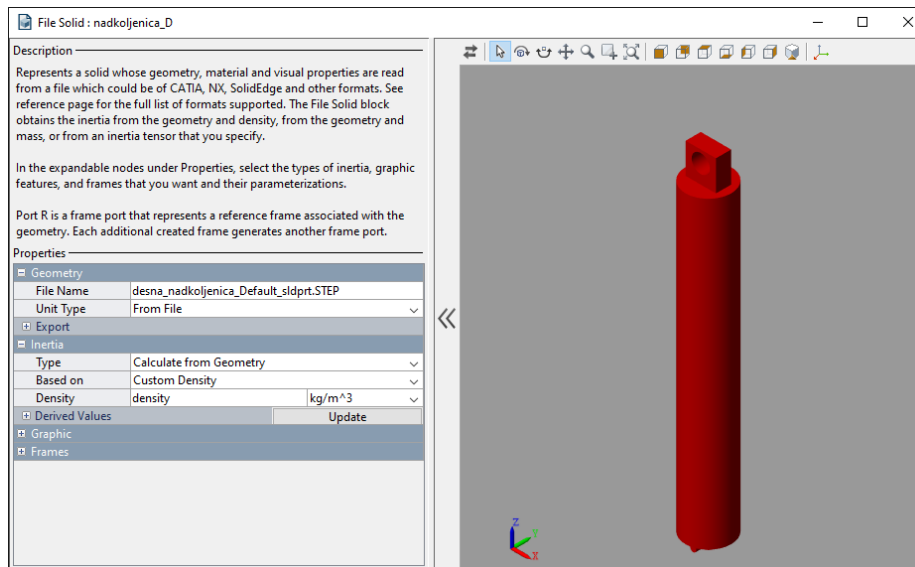 File Solid : nadkoljenica_D
Description
Represents a solid whose geometry, material and visual properties are read
from a file which could be of CATIA, NX, SolidEdge and other formats. See
reference page for the full list of formats supported. The File Solid block
obtains the inertia from the geometry and density, from the geometry and
mass, or from an inertia tensor that you specify.
In the expandable nodes under Properties, select the types of inertia, graphic
features, and frames that you want and their parameterizations.
Port R is a frame port that represents a reference frame associated with the
geometry. Each additional created frame generates another frame port.
Properties
Geometry
File Name desna_nadkoljenica_Default_sldprt.STEP
Unit Type From File
Export
Inertia
Type Calculate from Geometry
Based on Custom Density
Density density kg/m^3
Derived Values Update
Graphic
Frames
Z
Y
X